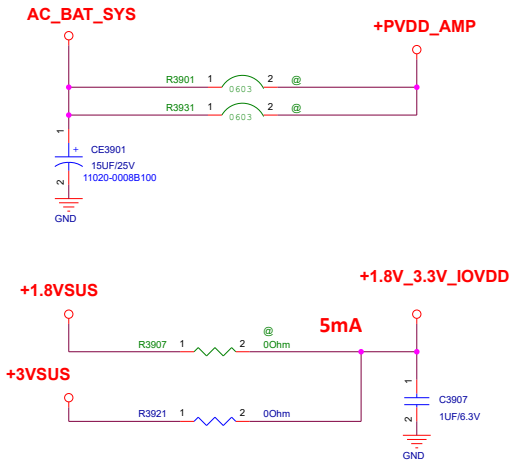 AC_BAT_SYS
+PVDD_AMP
R3901 1 2 @
0603
R3931 1 2 @
0603
1
+ CE3901
15UF/25V
2
11020-0008B100
GND
+1.8V_3.3V_IOVDD
+1.8VSUS
@
5mA
R3907 1 2 0Ohm
+3VSUS
1
C3907
R3921 1 2 0Ohm
2
1UF/6.3V
GND